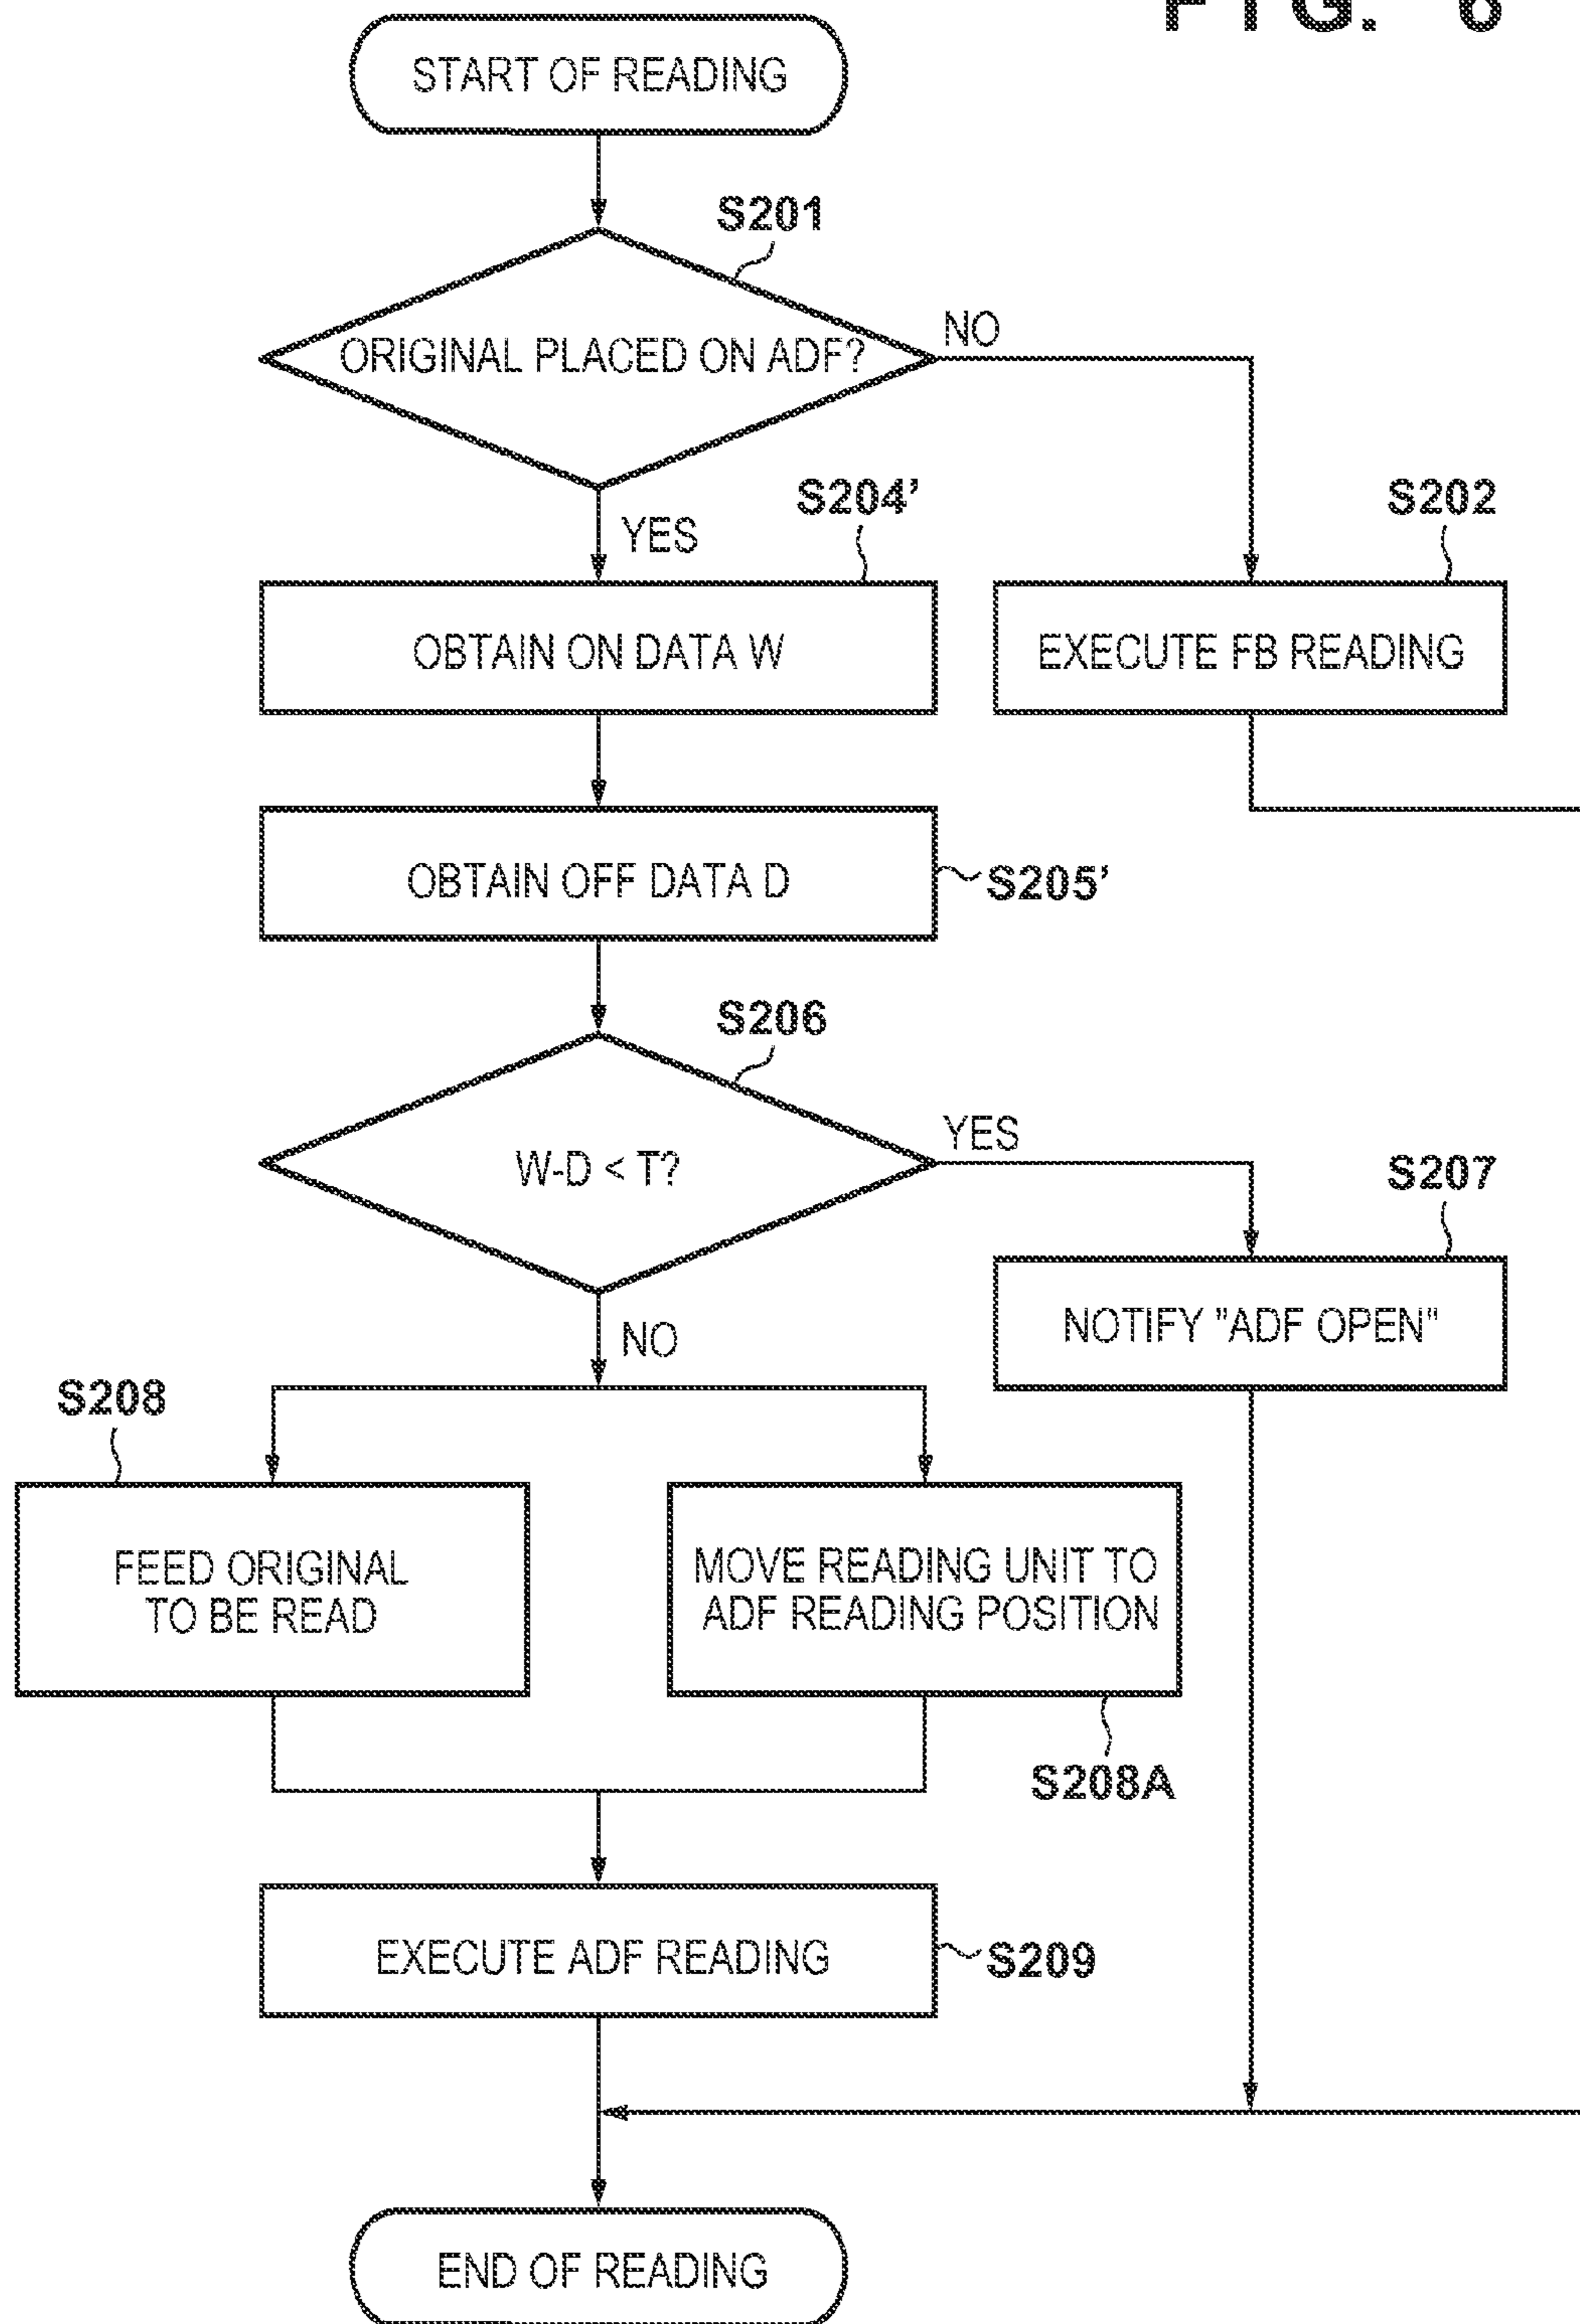 FIG. 6
START OF READING
S201
ORIGINAL PLACED ON ADF?
NO
YES
S204'
S202
OBTAIN ON DATA W
EXECUTE FB READING
OBTAIN OFF DATA D
S205'
S206
W-D < T?
YES
S207
NOTIFY "ADF OPEN"
NO
S208
FEED ORIGINAL
TO BE READ
MOVE READING UNIT TO
ADF READING POSITION
S208A
EXECUTE ADF READING
S209
END OF READING